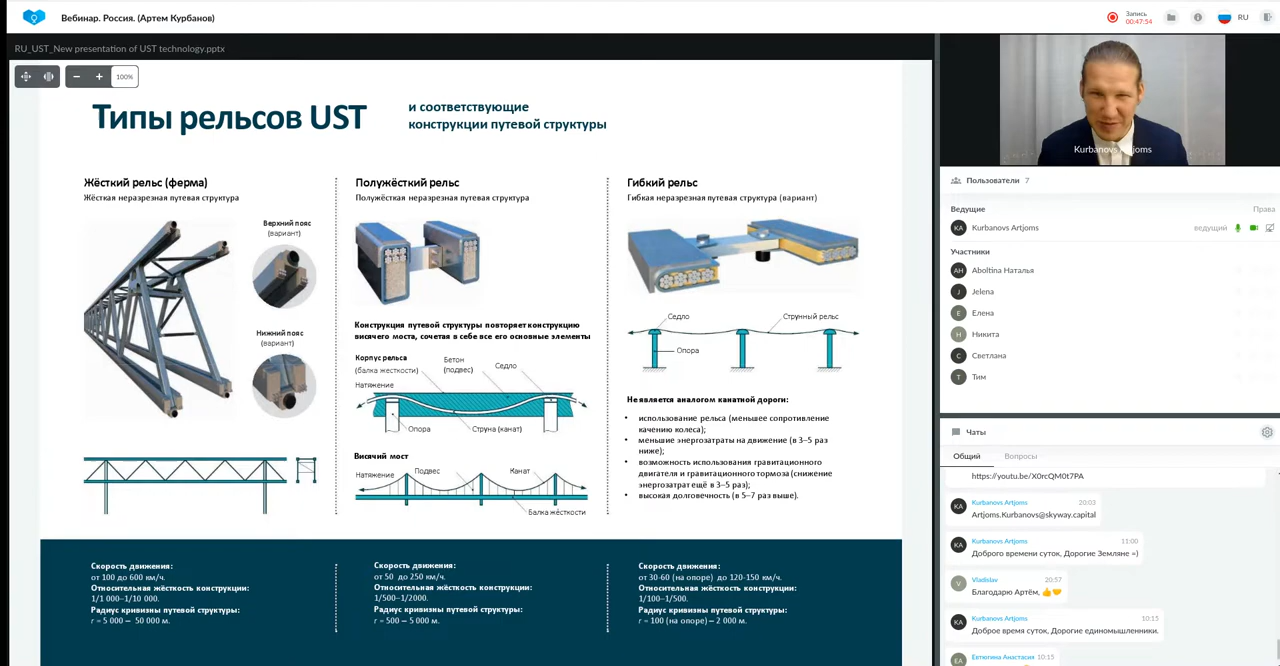 Вебинар. Россия. (Артем Курбанов)
Запись
00:47:54
RU
RU_UST_New presentation of UST technology.pptx
100%
Типы рельсов UST
и соответствующие
конструкции путевой структуры
Жёсткий рельс (ферма)
Жёсткая неразрезная путевая структура
Верхний пояс
(вариант)
Нижний пояс
(вариант)
Полужёсткий рельс
Полужёсткая неразрезная путевая структура
Конструкция путевой структуры повторяет конструкцию
висячего моста, сочетая в себе все его основные элементы
Корпус рельса
(балка жесткости)
Бетон
(подвес)
Седло
Натяжение
Опора
Струна (канат)
Висячий мост
Натяжение
Подвес
Канат
Балка жёсткости
Гибкий рельс
Гибкая неразрезная путевая структура (вариант)
Седло
Струнный рельс
Опора
Не является аналогом канатной дороги:
• использование рельса (меньшее сопротивление
качению колеса);
• меньшие энергозатраты на движение (в 3–5 раз
ниже);
• возможность использования гравитационного
двигателя и гравитационного тормоза (снижение
энергозатрат ещё в 3–5 раз);
• высокая долговечность (в 5–7 раз выше).
Скорость движения:
от 100 до 600 км/ч.
Относительная жёсткость конструкции:
1/1 000–1/10 000.
Радиус кривизны путевой структуры:
r = 5 000 – 50 000 м.
Скорость движения:
от 50 до 250 км/ч.
Относительная жёсткость конструкции:
1/500–1/2000.
Радиус кривизны путевой структуры:
r = 500 – 5 000 м.
Скорость движения:
от 30-60 (на опоре) до 120-150 км/ч.
Относительная жёсткость конструкции:
1/100–1/500.
Радиус кривизны путевой структуры:
r = 100 (на опоре) – 2 000 м.
Kurbanovs Artjoms
Пользователи 7
Ведущие
Права
KA Kurbanovs Artjoms
ведущий
Участники
AH Aboltina Наталья
J Jelena
Е Елена
Н Никита
С Светлана
Т Тим
Чаты
Общий
Вопросы
https://youtu.be/X0rcQM0t7PA
KA Kurbanovs Artjoms 20:03
Artjoms.Kurbanovs@skyway.capital
KA Kurbanovs Artjoms 11:00
Доброго времени суток, Дорогие Земляне =)
V Vladislav 20:57
Благодарю Артём, 👍🤝
KA Kurbanovs Artjoms 10:15
Доброе время суток, Дорогие единомышленники.
ЕА Евтюгина Анастасия 10:15